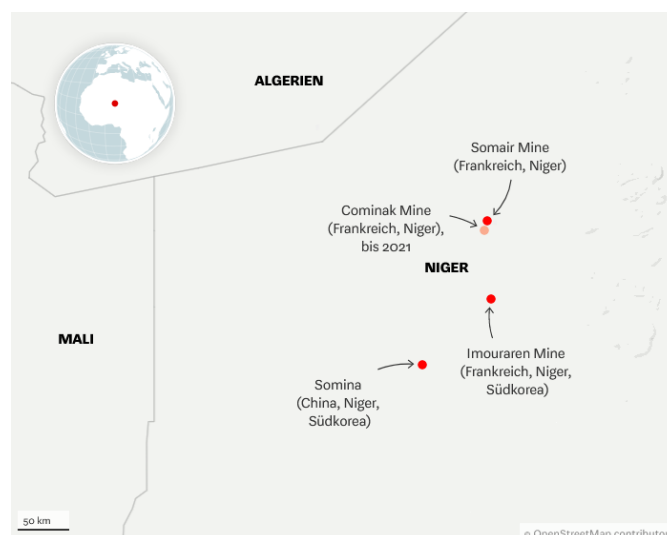 ALGERIEN
Somair Mine
(Frankreich, Niger)
Cominak Mine
(Frankreich, Niger),
bis 2021
NIGER
MALI
Imouraren Mine
(Frankreich, Niger,
Südkorea)
Somina
(China, Niger,
Südkorea)
50 km
© OpenStreetMap contributor